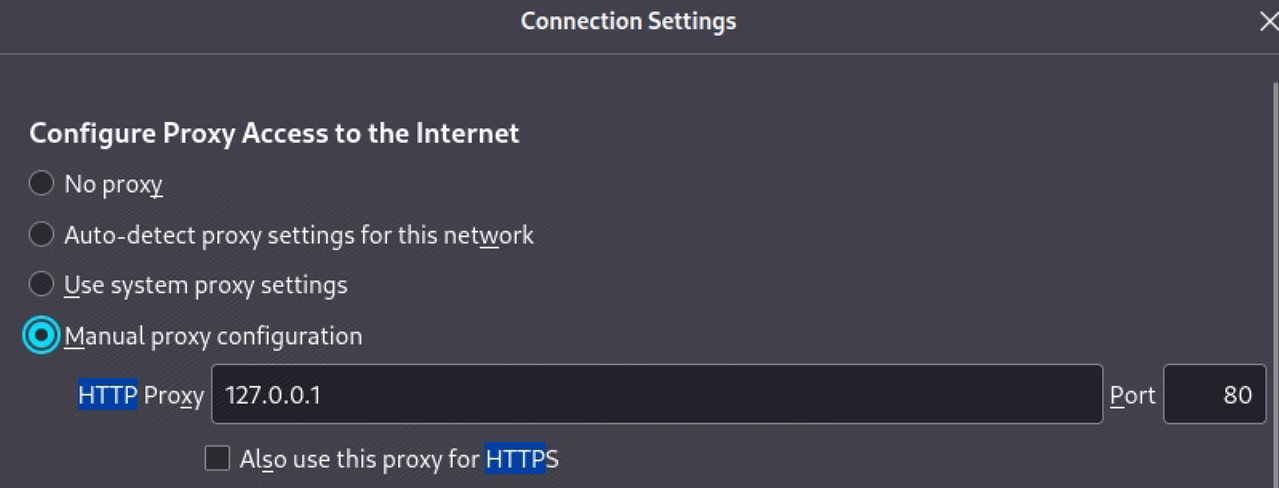 Connection Settings
Configure Proxy Access to the Internet
No proxy
Auto-detect proxy settings for this network
Use system proxy settings
Manual proxy configuration
HTTP Proxy 127.0.0.1 Port 80
Also use this proxy for HTTPS